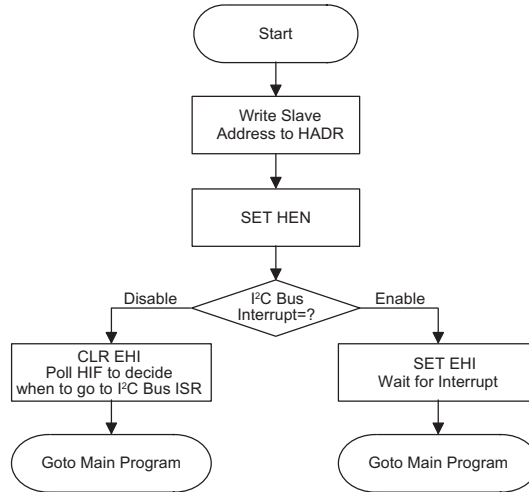 Start
Write Slave
Address to HADR
SET HEN
I²C Bus
Interrupt=?
Disable
Enable
CLR EHI
Poll HIF to decide
when to go to I²C Bus ISR
SET EHI
Wait for Interrupt
Goto Main Program
Goto Main Program